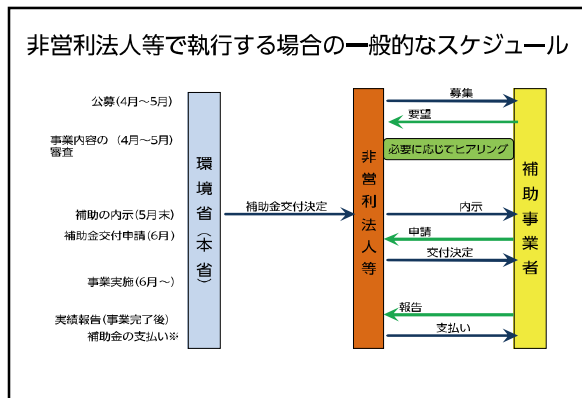 非営利法人等で執行する場合の一般的なスケジュール
公募(4月～5月)
事業内容の (4月～5月)
審査
補助の内示(5月末)
補助金交付申請(6月)
事業実施(6月～)
実績報告(事業完了後)
補助金の支払い※
環境省(本省)
補助金交付決定
非営利法人等
募集
要望
必要に応じてヒアリング
内示
申請
交付決定
報告
支払い
補助事業者